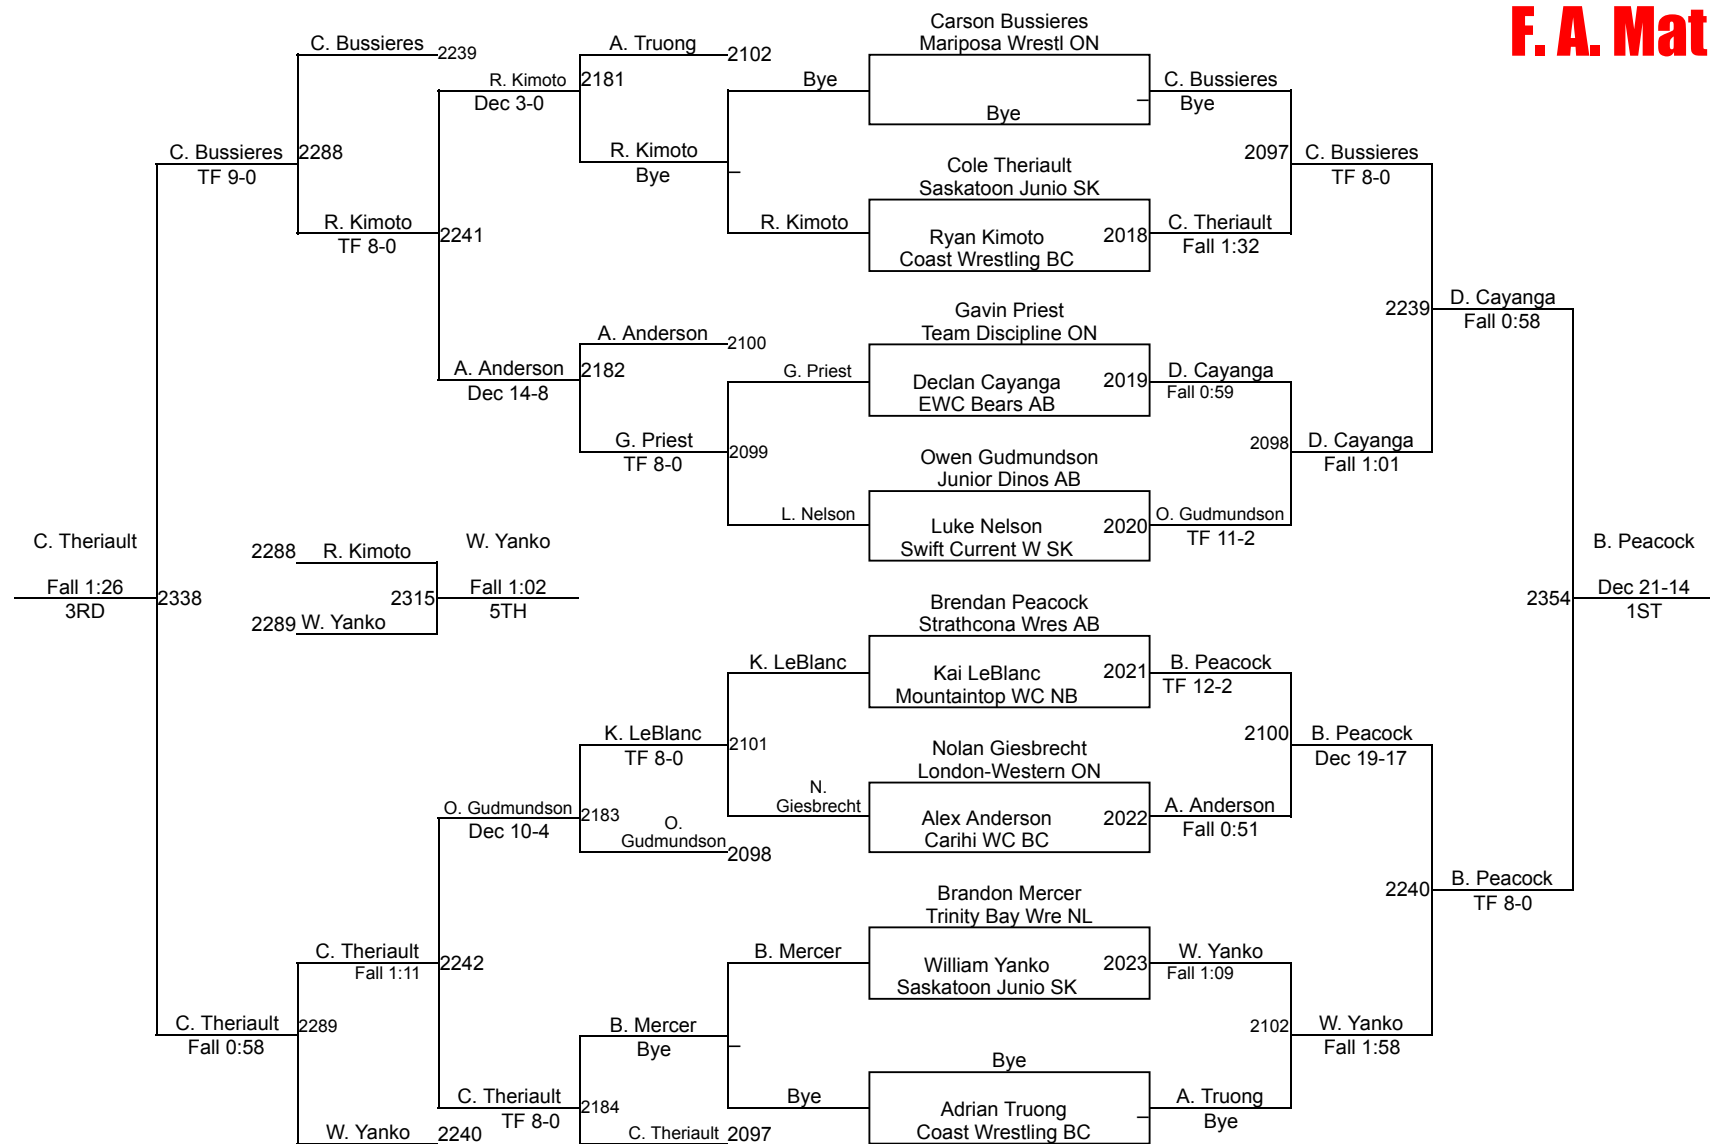 F. A. Mat
Carson Bussieres
Mariposa Wrestl ON
C. Bussieres
2239
A. Truong
2102
R. Kimoto
2181
Dec 3-0
Bye
C. Bussieres
Bye
Bye
R. Kimoto
Bye
C. Bussieres
2288
TF 9-0
Cole Theriault
Saskatoon Junio SK
2097
C. Bussieres
TF 8-0
R. Kimoto
TF 8-0
2241
R. Kimoto
Ryan Kimoto
Coast Wrestling BC
2018
C. Theriault
Fall 1:32
Gavin Priest
Team Discipline ON
2239
D. Cayanga
Fall 0:58
A. Anderson
2100
A. Anderson
2182
Dec 14-8
G. Priest
Declan Cayanga
EWC Bears AB
2019
D. Cayanga
Fall 0:59
G. Priest
TF 8-0
2099
Owen Gudmundson
Junior Dinos AB
2098
D. Cayanga
Fall 1:01
L. Nelson
Luke Nelson
Swift Current W SK
2020
O. Gudmundson
TF 11-2
C. Theriault
Fall 1:26
3RD
2338
2288
R. Kimoto
2289
W. Yanko
2315
W. Yanko
Fall 1:02
5TH
2354
B. Peacock
Dec 21-14
1ST
Brendan Peacock
Strathcona Wres AB
K. LeBlanc
Kai LeBlanc
Mountaintop WC NB
2021
B. Peacock
TF 12-2
K. LeBlanc
TF 8-0
2101
Nolan Giesbrecht
London-Western ON
2100
B. Peacock
Dec 19-17
O. Gudmundson
Dec 10-4
2183
O.
Gudmundson
2098
N.
Giesbrecht
Alex Anderson
Carihi WC BC
2022
A. Anderson
Fall 0:51
2240
B. Peacock
TF 8-0
Brandon Mercer
Trinity Bay Wre NL
C. Theriault
Fall 1:11
2242
B. Mercer
William Yanko
Saskatoon Junio SK
2023
W. Yanko
Fall 1:09
C. Theriault
Fall 0:58
2289
B. Mercer
Bye
2102
W. Yanko
Fall 1:58
Bye
C. Theriault
TF 8-0
2184
Bye
Adrian Truong
Coast Wrestling BC
A. Truong
Bye
W. Yanko
2240
C. Theriault
2097